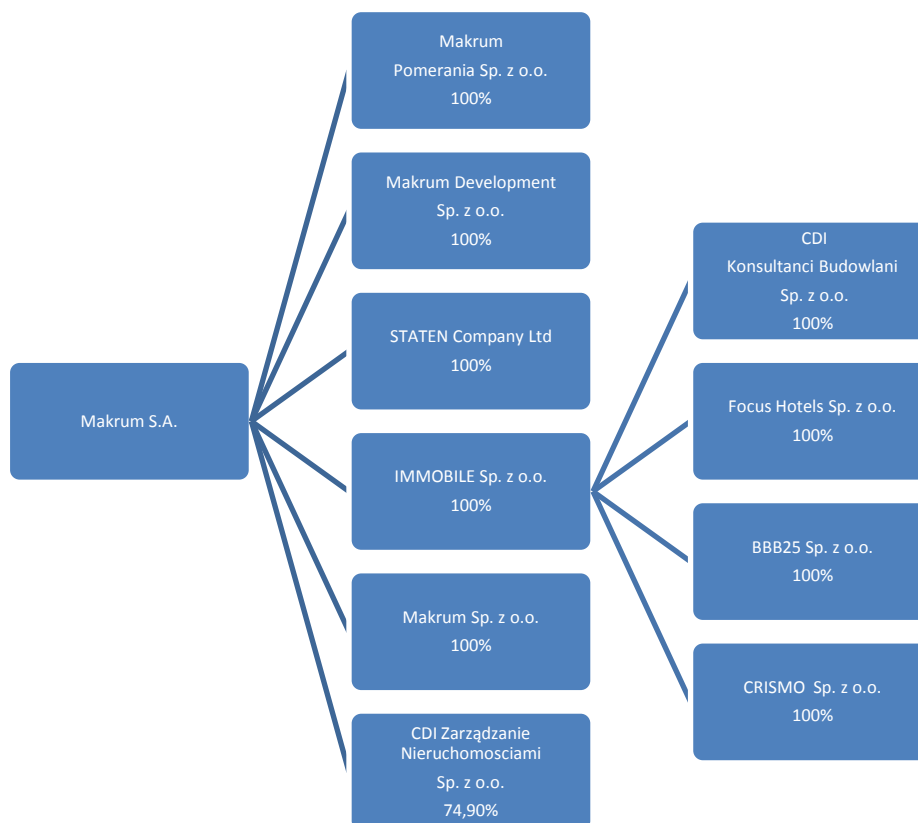 Makrum S.A.
Makrum
Pomerania Sp. z o.o.
100%
Makrum Development
Sp. z o.o.
100%
STATEN Company Ltd
100%
IMMOBILE Sp. z o.o.
100%
Makrum Sp. z o.o.
100%
CDI Zarządzanie
Nieruchomosciami
Sp. z o.o.
74,90%
CDI
Konsultanci Budowlani
Sp. z o.o.
100%
Focus Hotels Sp. z o.o.
100%
BBB25 Sp. z o.o.
100%
CRISMO Sp. z o.o.
100%